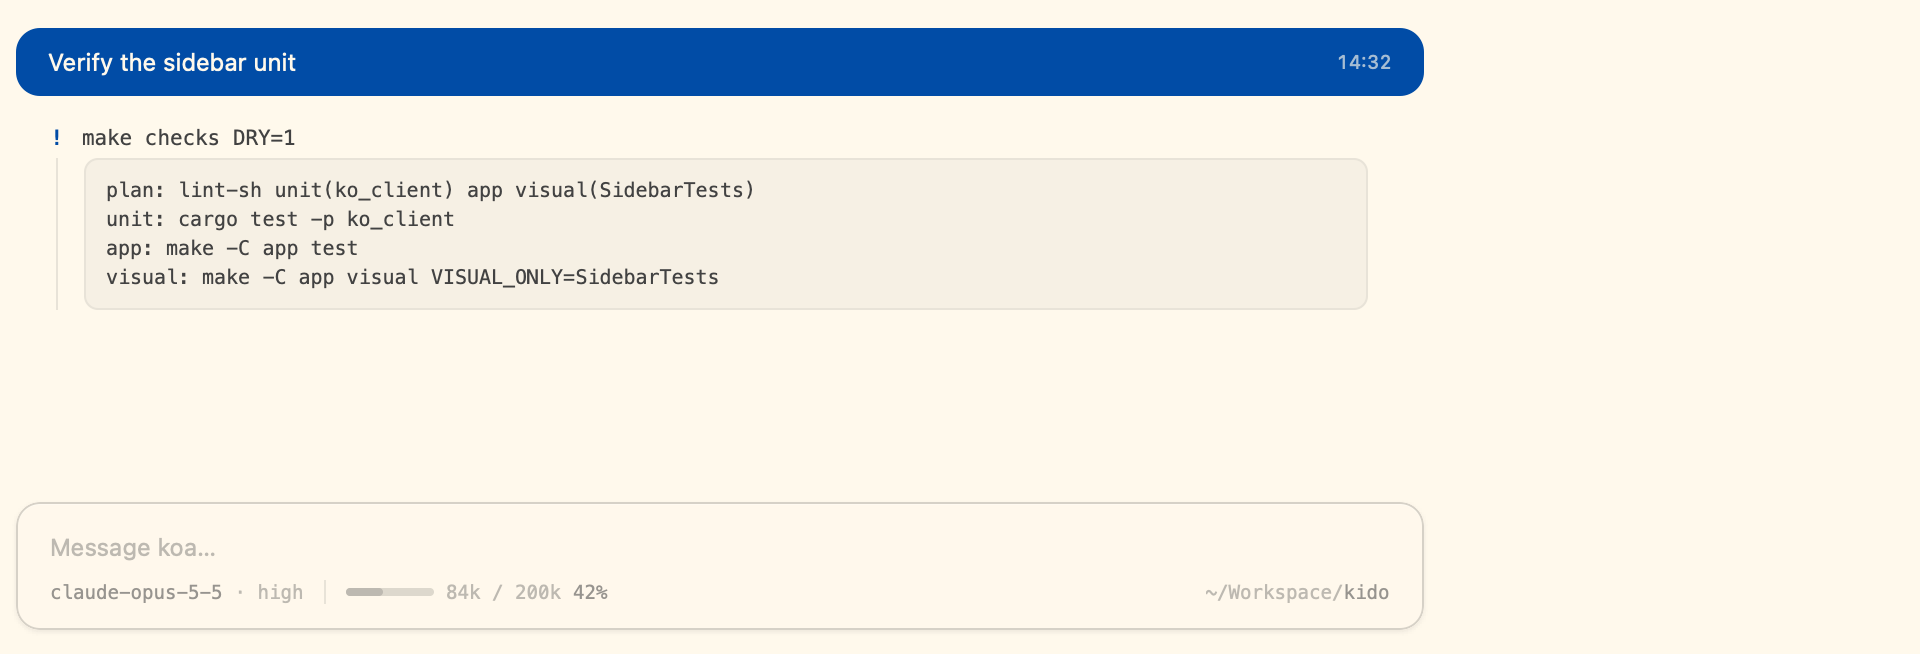 Verify the sidebar unit 14:32
! make checks DRY=1
plan: lint-sh unit(ko_client) app visual(SidebarTests)
unit: cargo test -p ko_client
app: make -C app test
visual: make -C app visual VISUAL_ONLY=SidebarTests
Message koa...
claude-opus-5-5 · high 84k / 200k 42% ~/Workspace/kido